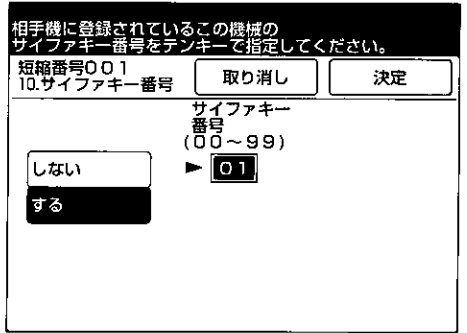 相手機に登録されているこの機械の
サイファキー番号をテンキーで指定してください。
短縮番号001
10.サイファキー番号
取り消し
決定
サイファキー
番号
(00~99)
しない
▶ 01
する